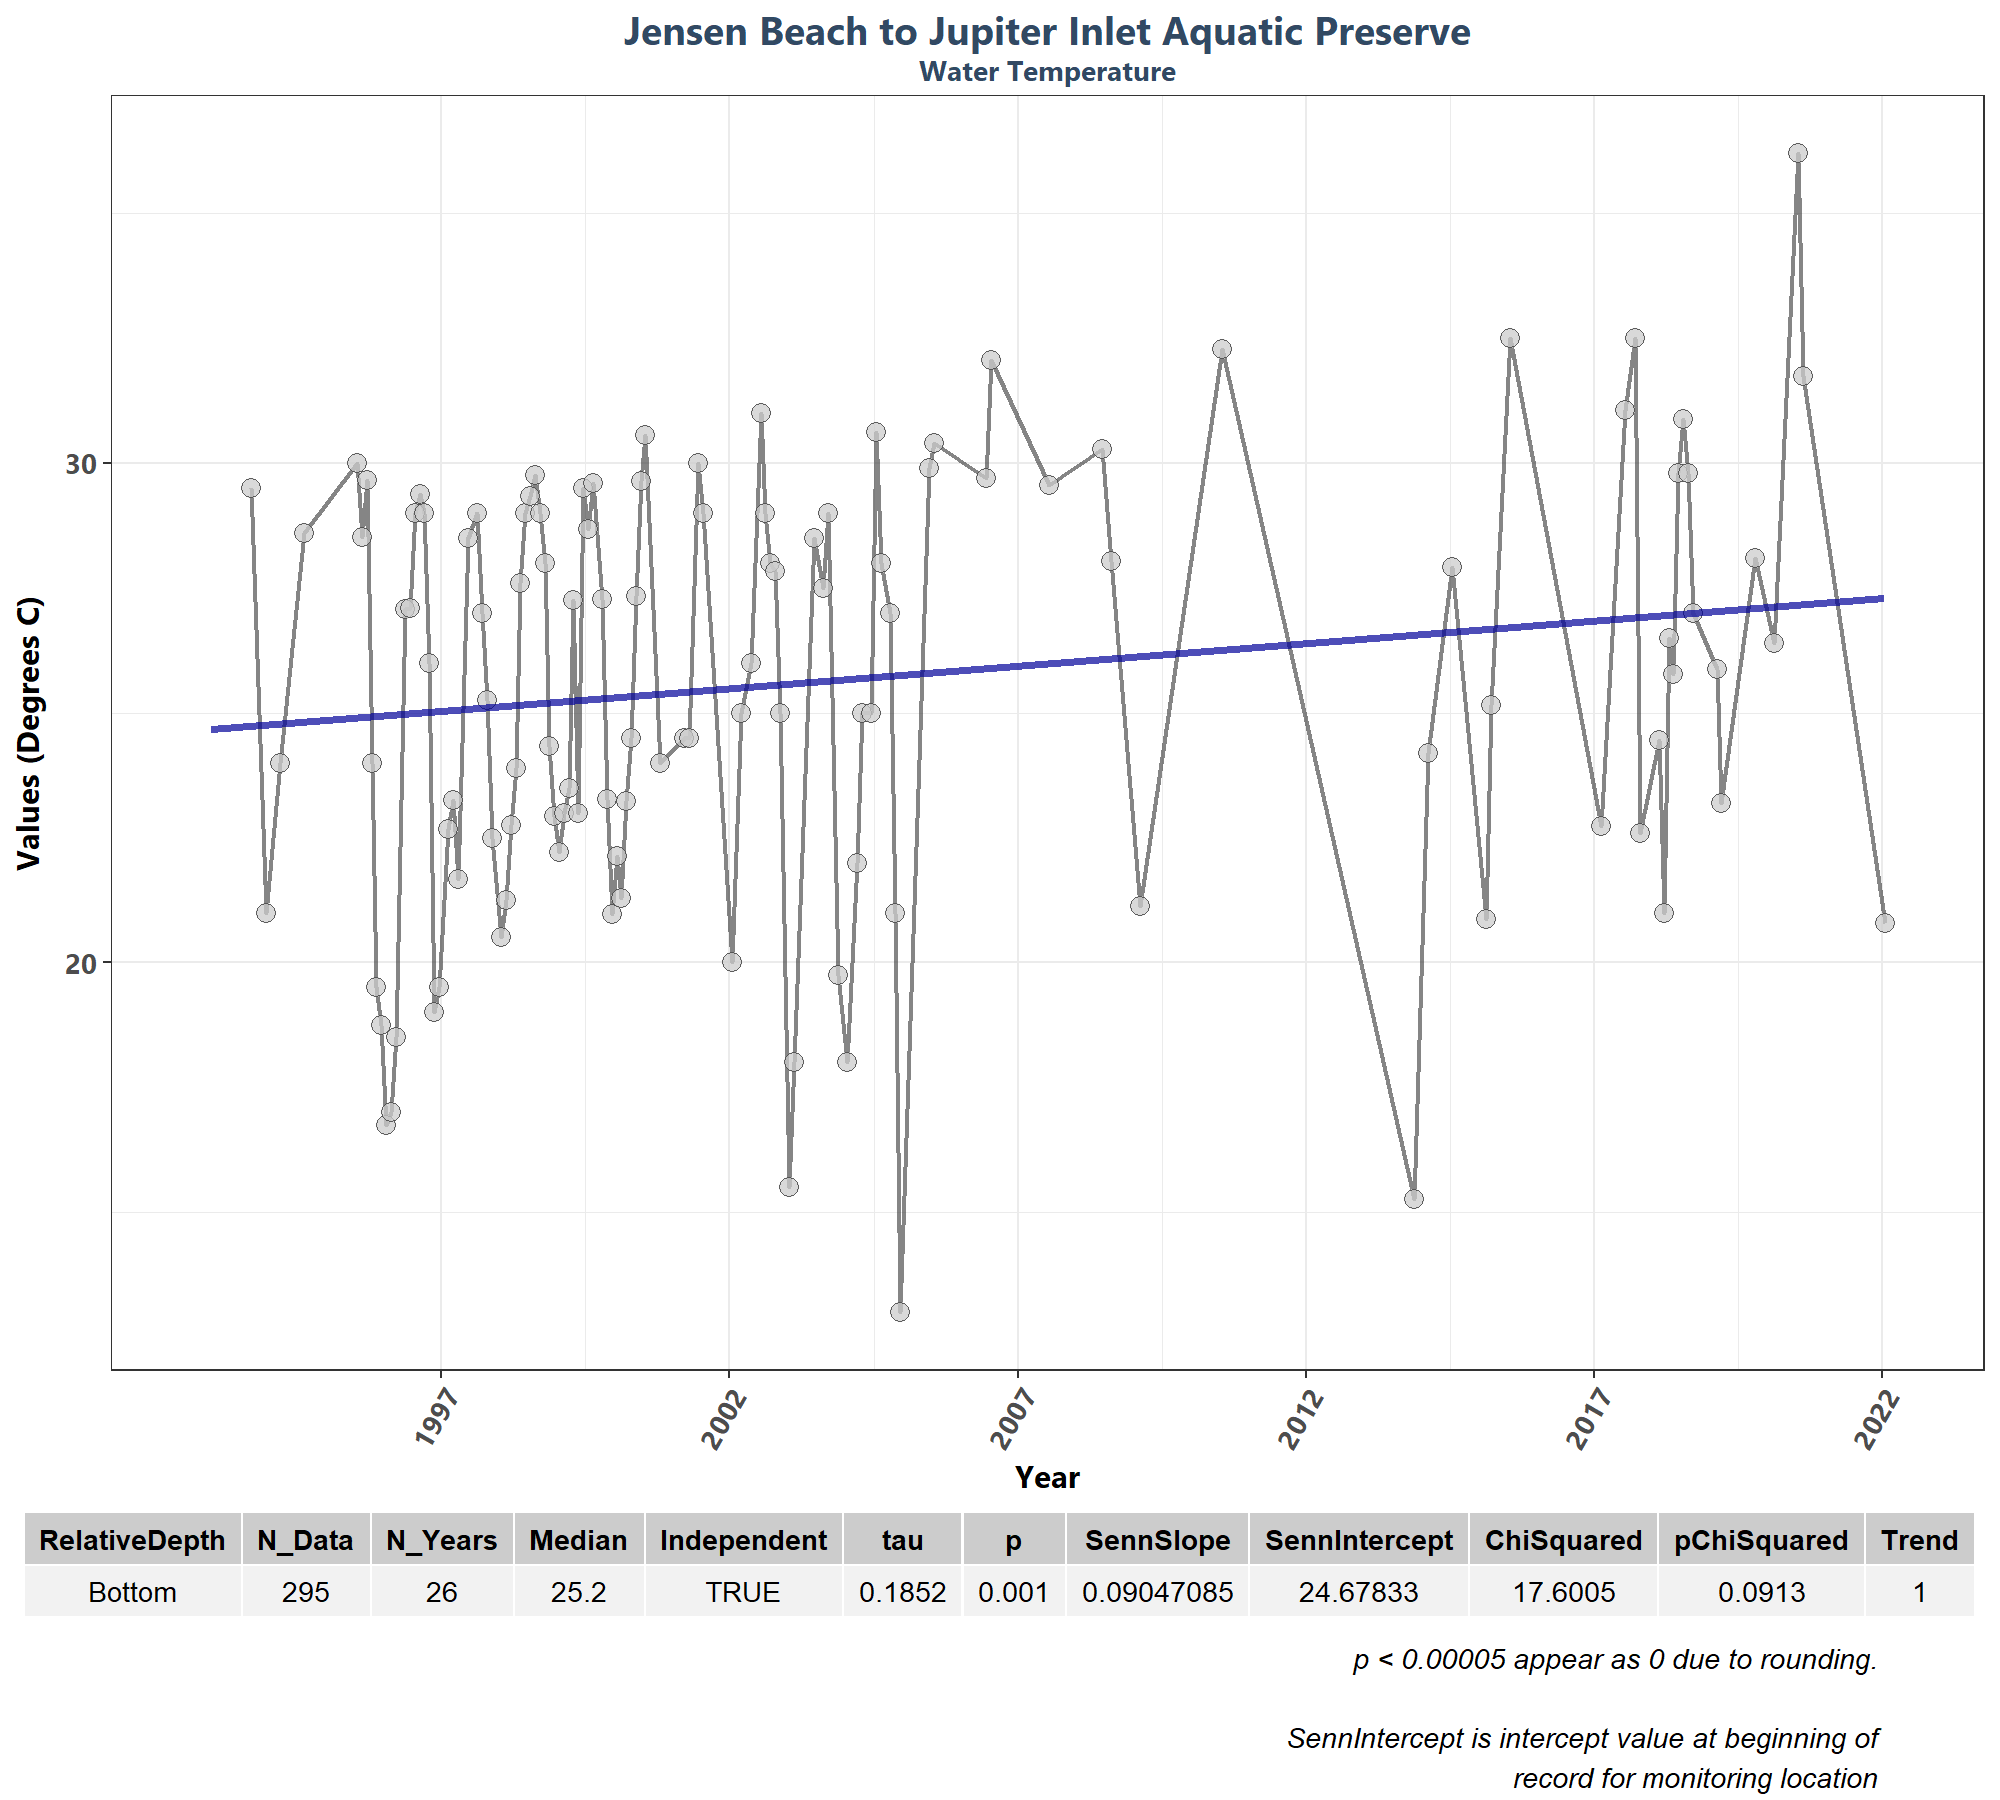 Jensen Beach to Jupiter Inlet Aquatic Preserve
Water Temperature
Values (Degrees C)
30
20
1997 2002 2007 2012 2017 2022
Year
RelativeDepth N_Data N_Years Median Independent tau p SennSlope SennIntercept ChiSquared pChiSquared Trend
Bottom 295 26 25.2 TRUE 0.1852 0.001 0.09047085 24.67833 17.6005 0.0913 1
p < 0.00005 appear as 0 due to rounding.
SennIntercept is intercept value at beginning of
record for monitoring location